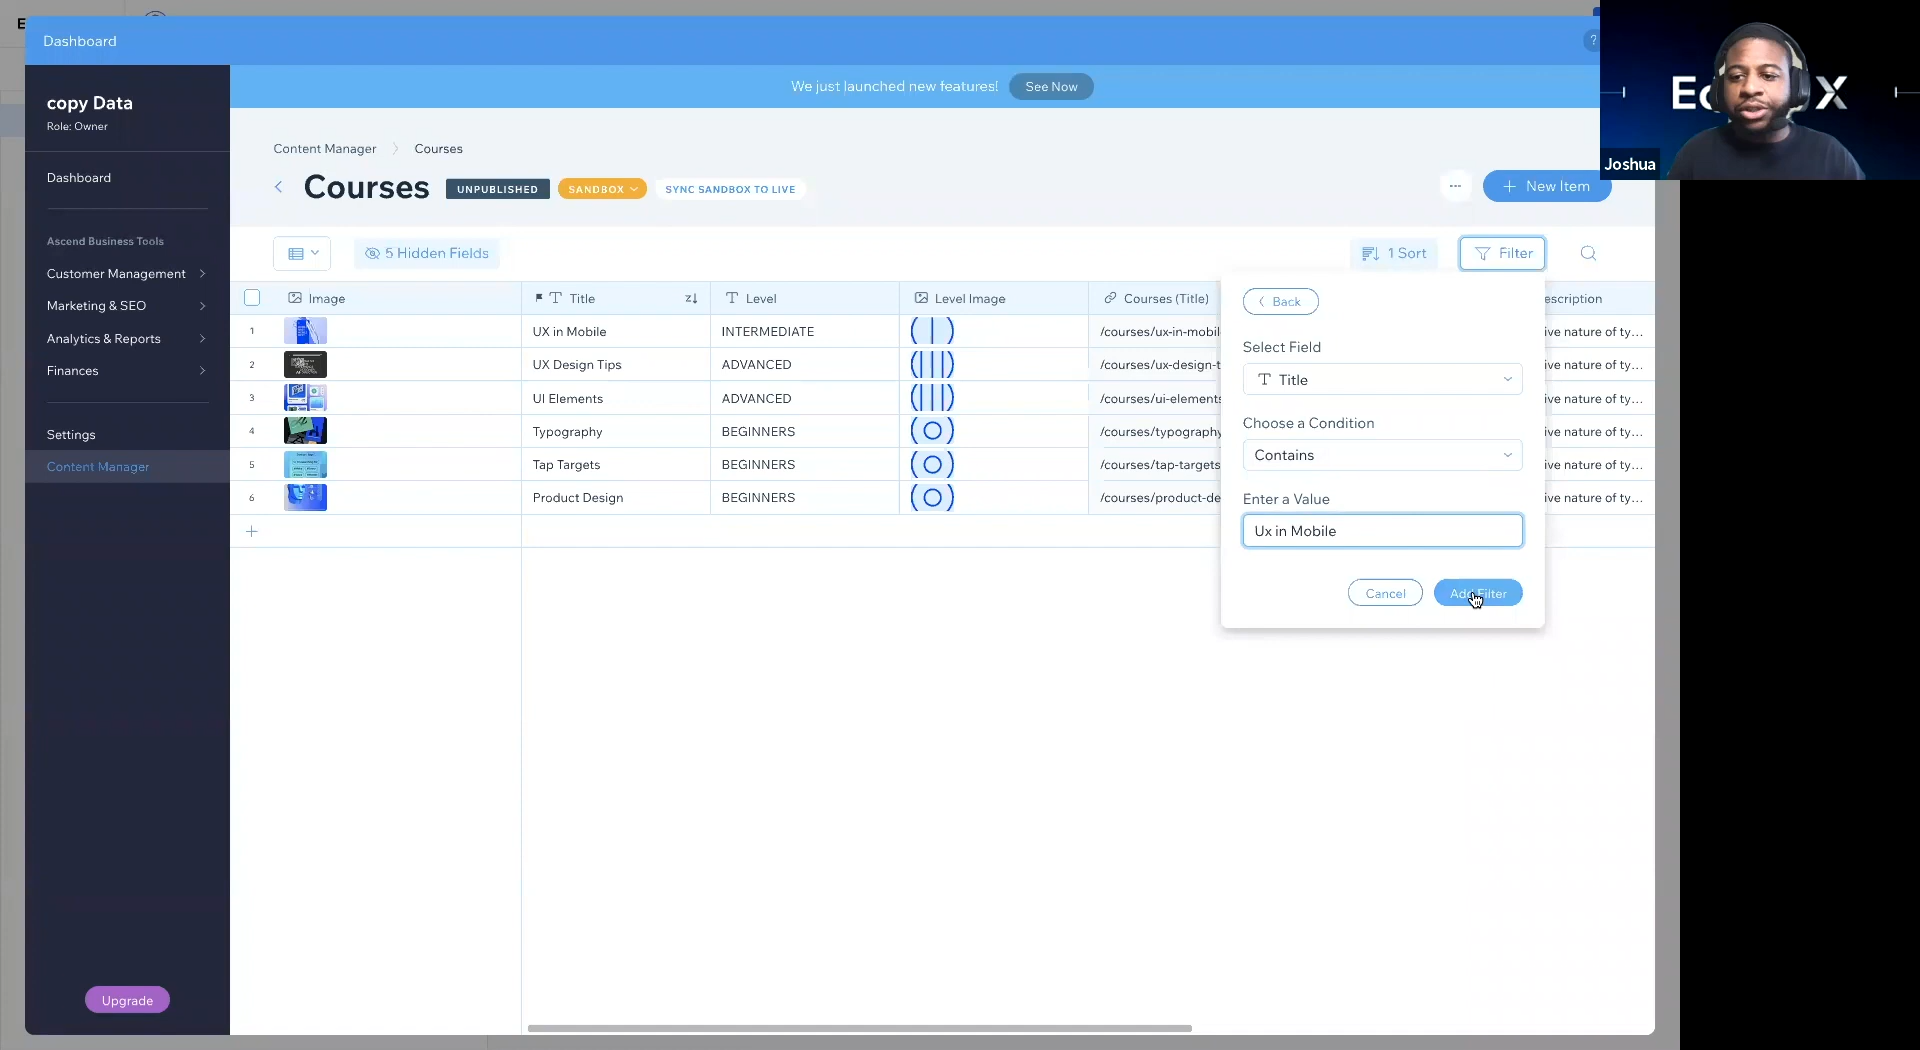 E
Dashboard
?
We just launched new features! See Now
copy Data
Role: Owner
Dashboard
Ascend Business Tools
Customer Management
Marketing & SEO
Analytics & Reports
Finances
Settings
Content Manager
Upgrade
Content Manager > Courses
Courses UNPUBLISHED SANDBOX SYNC SANDBOX TO LIVE
... + New Item
5 Hidden Fields 1 Sort Filter
Image Title Level Level Image Courses (Title) escription
1 UX in Mobile INTERMEDIATE /courses/ux-in-mobil ive nature of ty...
2 UX Design Tips ADVANCED /courses/ux-design-t ive nature of ty...
3 UI Elements ADVANCED /courses/ui-elements ive nature of ty...
4 Typography BEGINNERS /courses/typography ive nature of ty...
5 Tap Targets BEGINNERS /courses/tap-targets ive nature of ty...
6 Product Design BEGINNERS /courses/product-de ive nature of ty...
+
< Back
Select Field
Title
Choose a Condition
Contains
Enter a Value
Ux in Mobile
Cancel Add Filter
Joshua